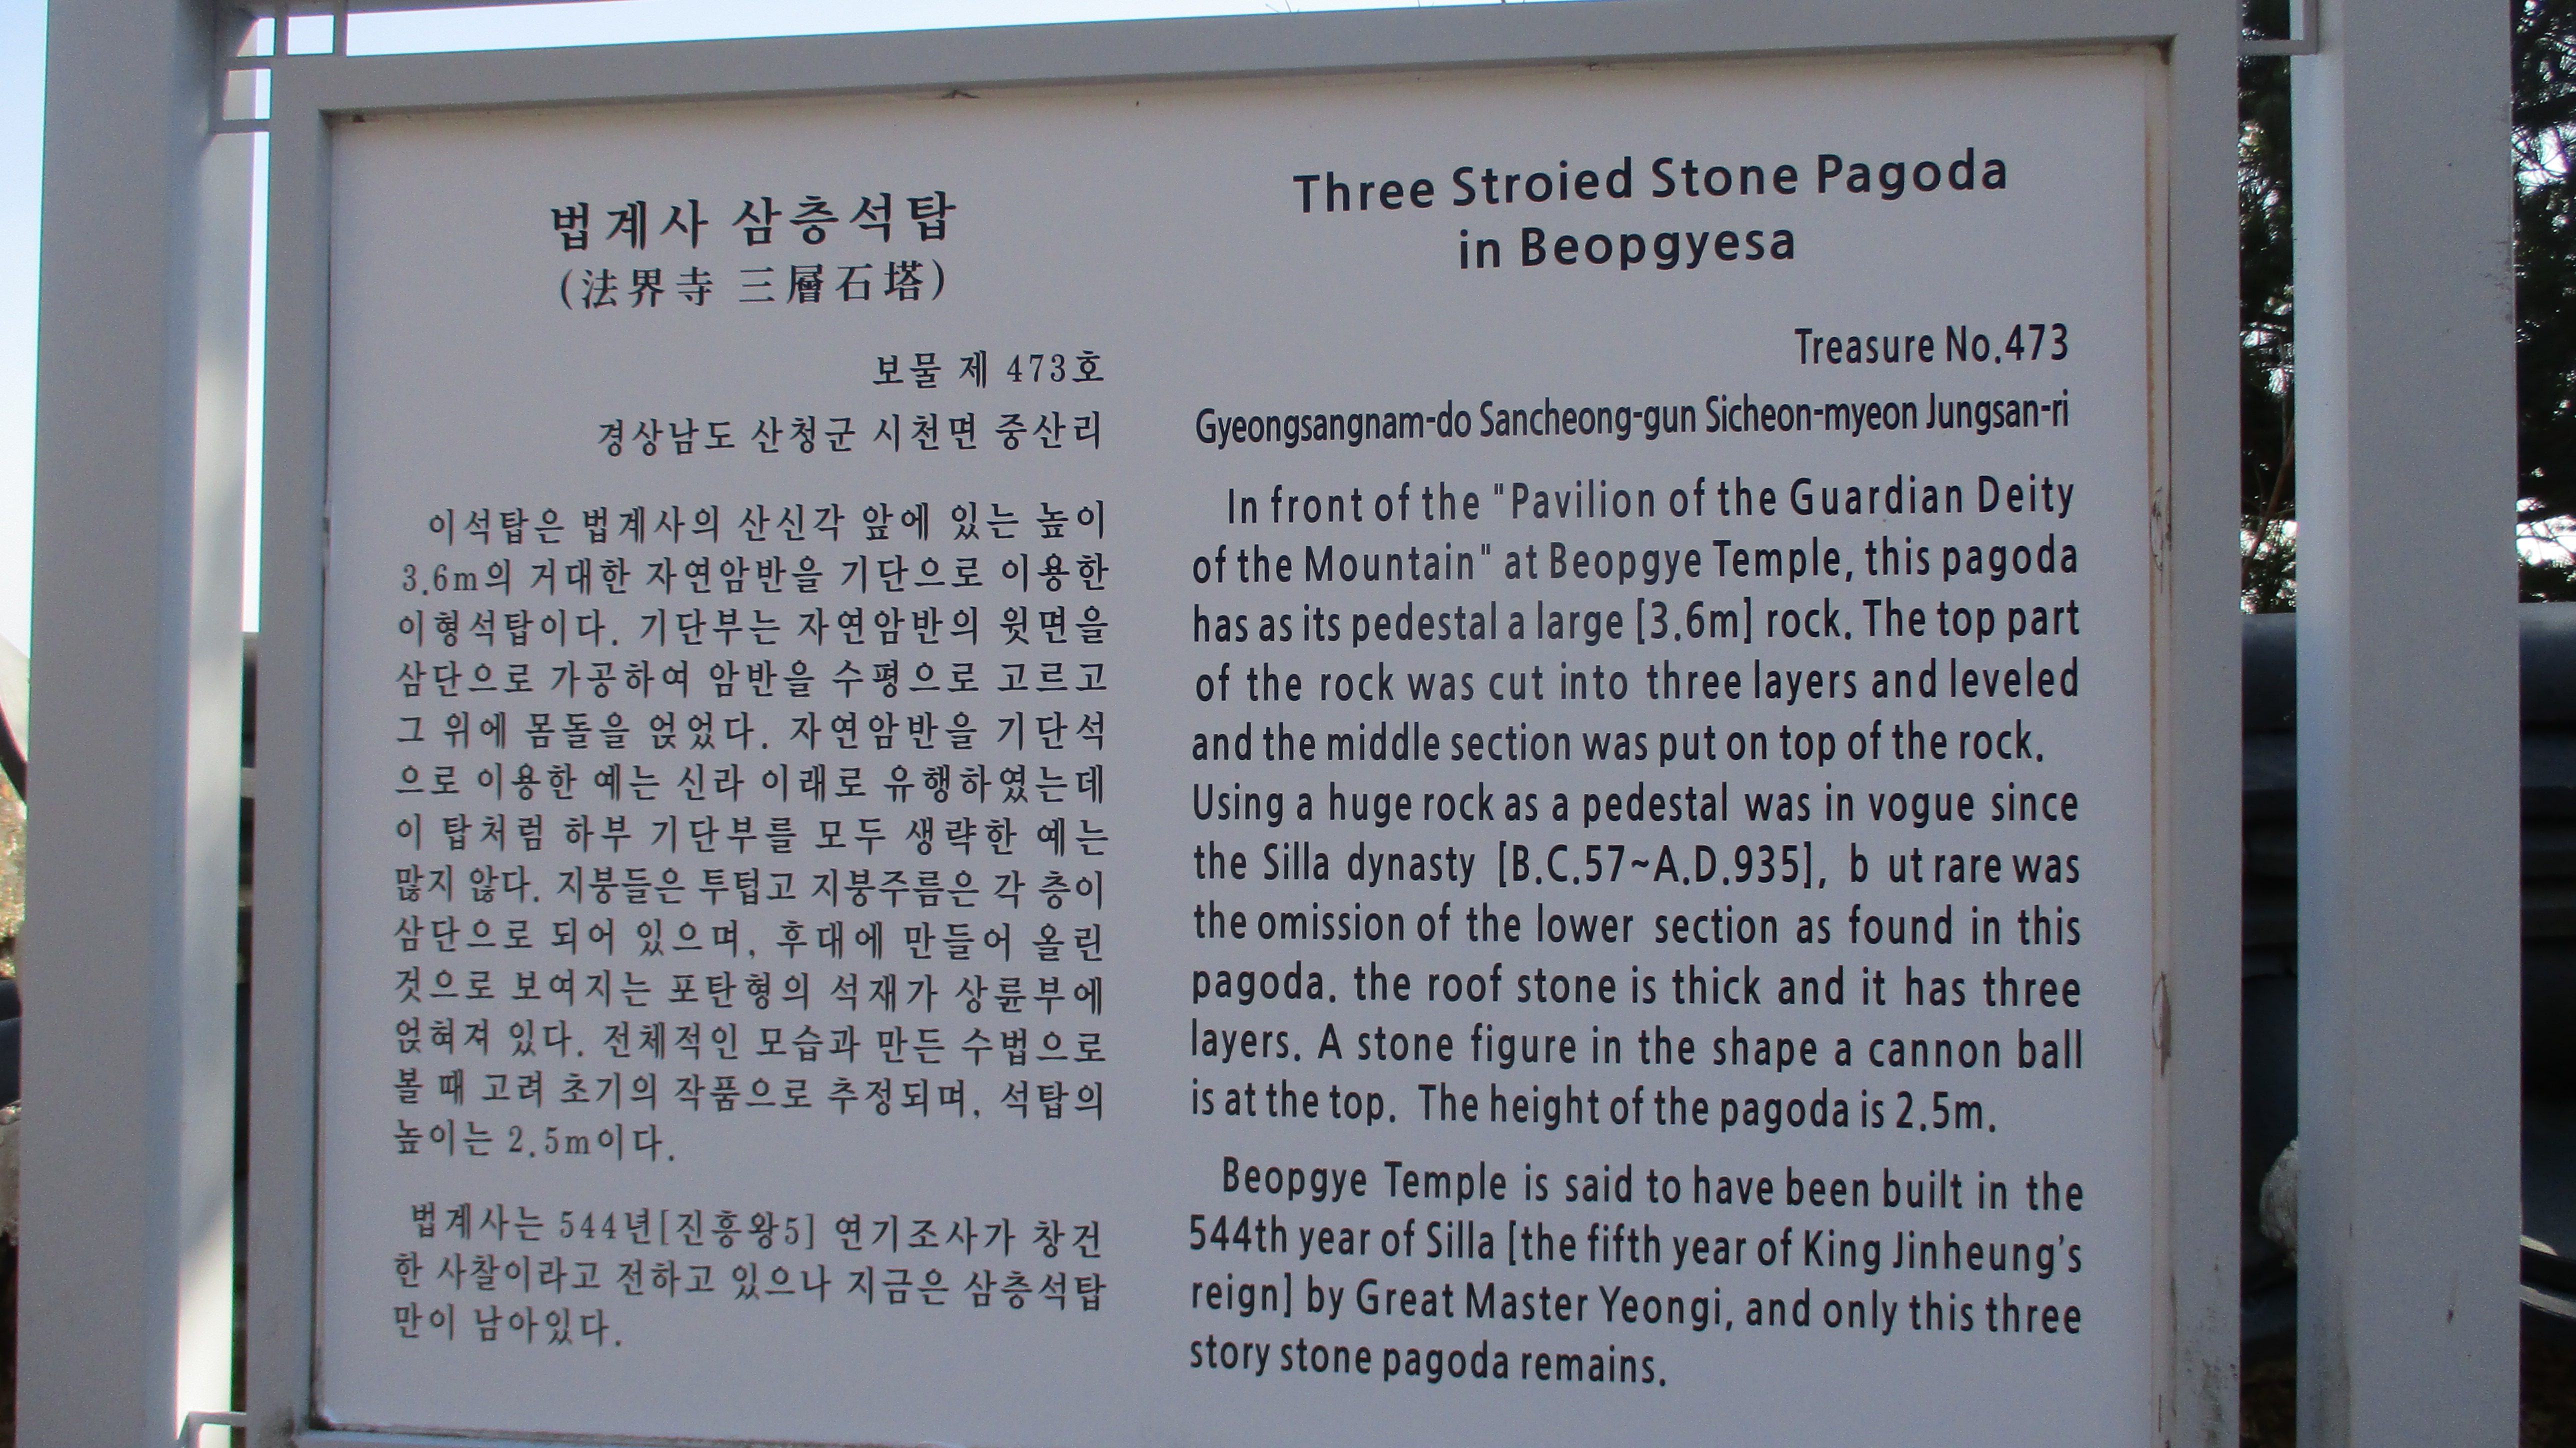 법계사 삼층석탑
(法界寺 三層石塔)
보물 제 473호
경상남도 산청군 시천면 중산리
이석탑은 법계사의 산신각 앞에 있는 높이
3.6m의 거대한 자연암반을 기단으로 이용한
이형석탑이다. 기단부는 자연암반의 윗면을
삼단으로 가공하여 암반을 수평으로 고르고
그 위에 몸돌을 얹었다. 자연암반을 기단석
으로 이용한 예는 신라 이래로 유행하였는데
이 탑처럼 하부 기단부를 모두 생략한 예는
많지 않다. 지붕들은 투텁고 지붕주름은 각 층이
삼단으로 되어 있으며, 후대에 만들어 올린
것으로 보여지는 포탄형의 석재가 상륜부에
얹혀져 있다. 전체적인 모습과 만든 수법으로
볼 때 고려 초기의 작품으로 추정되며, 석탑의
높이는 2.5m이다.
법계사는 544년[진흥왕5] 연기조사가 창건
한 사찰이라고 전하고 있으나 지금은 삼층석탑
만이 남아있다.
Three Stroied Stone Pagoda
in Beopgyesa
Treasure No.473
Gyeongsangnam-do Sancheong-gun Sicheon-myeon Jungsan-ri
In front of the "Pavilion of the Guardian Deity
of the Mountain" at Beopgye Temple, this pagoda
has as its pedestal a large [3.6m] rock. The top part
of the rock was cut into three layers and leveled
and the middle section was put on top of the rock.
Using a huge rock as a pedestal was in vogue since
the Silla dynasty [B.C.57~A.D.935], b ut rare was
the omission of the lower section as found in this
pagoda. the roof stone is thick and it has three
layers. A stone figure in the shape a cannon ball
is at the top. The height of the pagoda is 2.5m.
Beopgye Temple is said to have been built in the
544th year of Silla [the fifth year of King Jinheung's
reign] by Great Master Yeongi, and only this three
story stone pagoda remains.